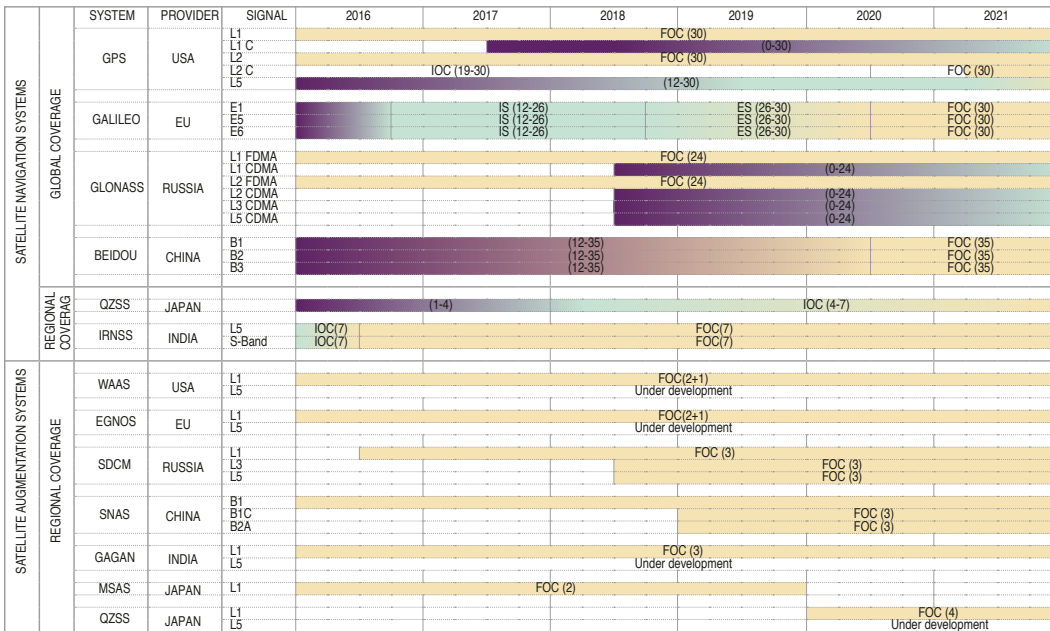 SYSTEM PROVIDER SIGNAL 2016 2017 2018 2019 2020 2021
SATELLITE NAVIGATION SYSTEMS
GLOBAL COVERAGE
GPS USA
L1 FOC (30)
L1 C (0-30)
L2 FOC (30)
L2 C IOC (19-30) FOC (30)
L5 (12-30)
GALILEO EU
E1 IS (12-26) ES (26-30) FOC (30)
E5 IS (12-26) ES (26-30) FOC (30)
E6 IS (12-26) ES (26-30) FOC (30)
GLONASS RUSSIA
L1 FDMA FOC (24)
L1 CDMA (0-24)
L2 FDMA FOC (24)
L2 CDMA (0-24)
L3 CDMA (0-24)
L5 CDMA (0-24)
BEIDOU CHINA
B1 (12-35) FOC (35)
B2 (12-35) FOC (35)
B3 (12-35) FOC (35)
REGIONAL
COVERAG
QZSS JAPAN (1-4) IOC (4-7)
IRNSS INDIA
L5 IOC(7) FOC(7)
S-Band IOC(7) FOC(7)
SATELLITE AUGMENTATION SYSTEMS
REGIONAL COVERAGE
WAAS USA
L1 FOC(2+1)
L5 Under development
EGNOS EU
L1 FOC(2+1)
L5 Under development
SDCM RUSSIA
L1 FOC (3)
L3 FOC (3)
L5 FOC (3)
SNAS CHINA
B1
B1C FOC (3)
B2A FOC (3)
GAGAN INDIA
L1 FOC (3)
L5 Under development
MSAS JAPAN L1 FOC (2)
QZSS JAPAN
L1 FOC (4)
L5 Under development